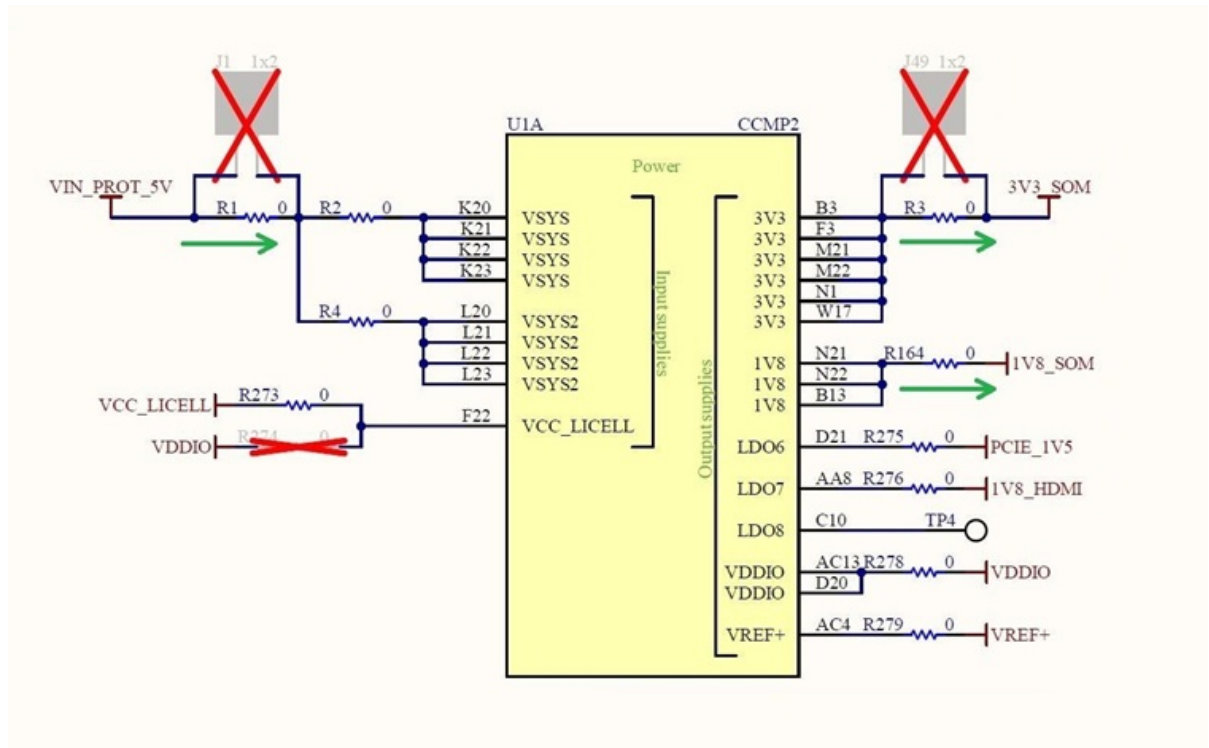 J1 1x2
J49 1x2
U1A CCMP2
Power
VIN_PROT_5V
R1 0
R2 0
K20 VSYS
K21 VSYS
K22 VSYS
K23 VSYS
R4 0
L20 VSYS2
L21 VSYS2
L22 VSYS2
L23 VSYS2
VCC_LICELL R273 0
F22 VCC_LICELL
VDDIO R274 0
Input supplies
Output supplies
3V3 B3
3V3 F3
3V3 M21
3V3 M22
3V3 N1
3V3 W17
R3 0 3V3_SOM
1V8 N21 R164 0 1V8_SOM
1V8 N22
1V8 B13
LDO6 D21 R275 0 PCIE_1V5
LDO7 AA8 R276 0 1V8_HDMI
LDO8 C10 TP4
VDDIO AC13 R278 0 VDDIO
VDDIO D20
VREF+ AC4 R279 0 VREF+